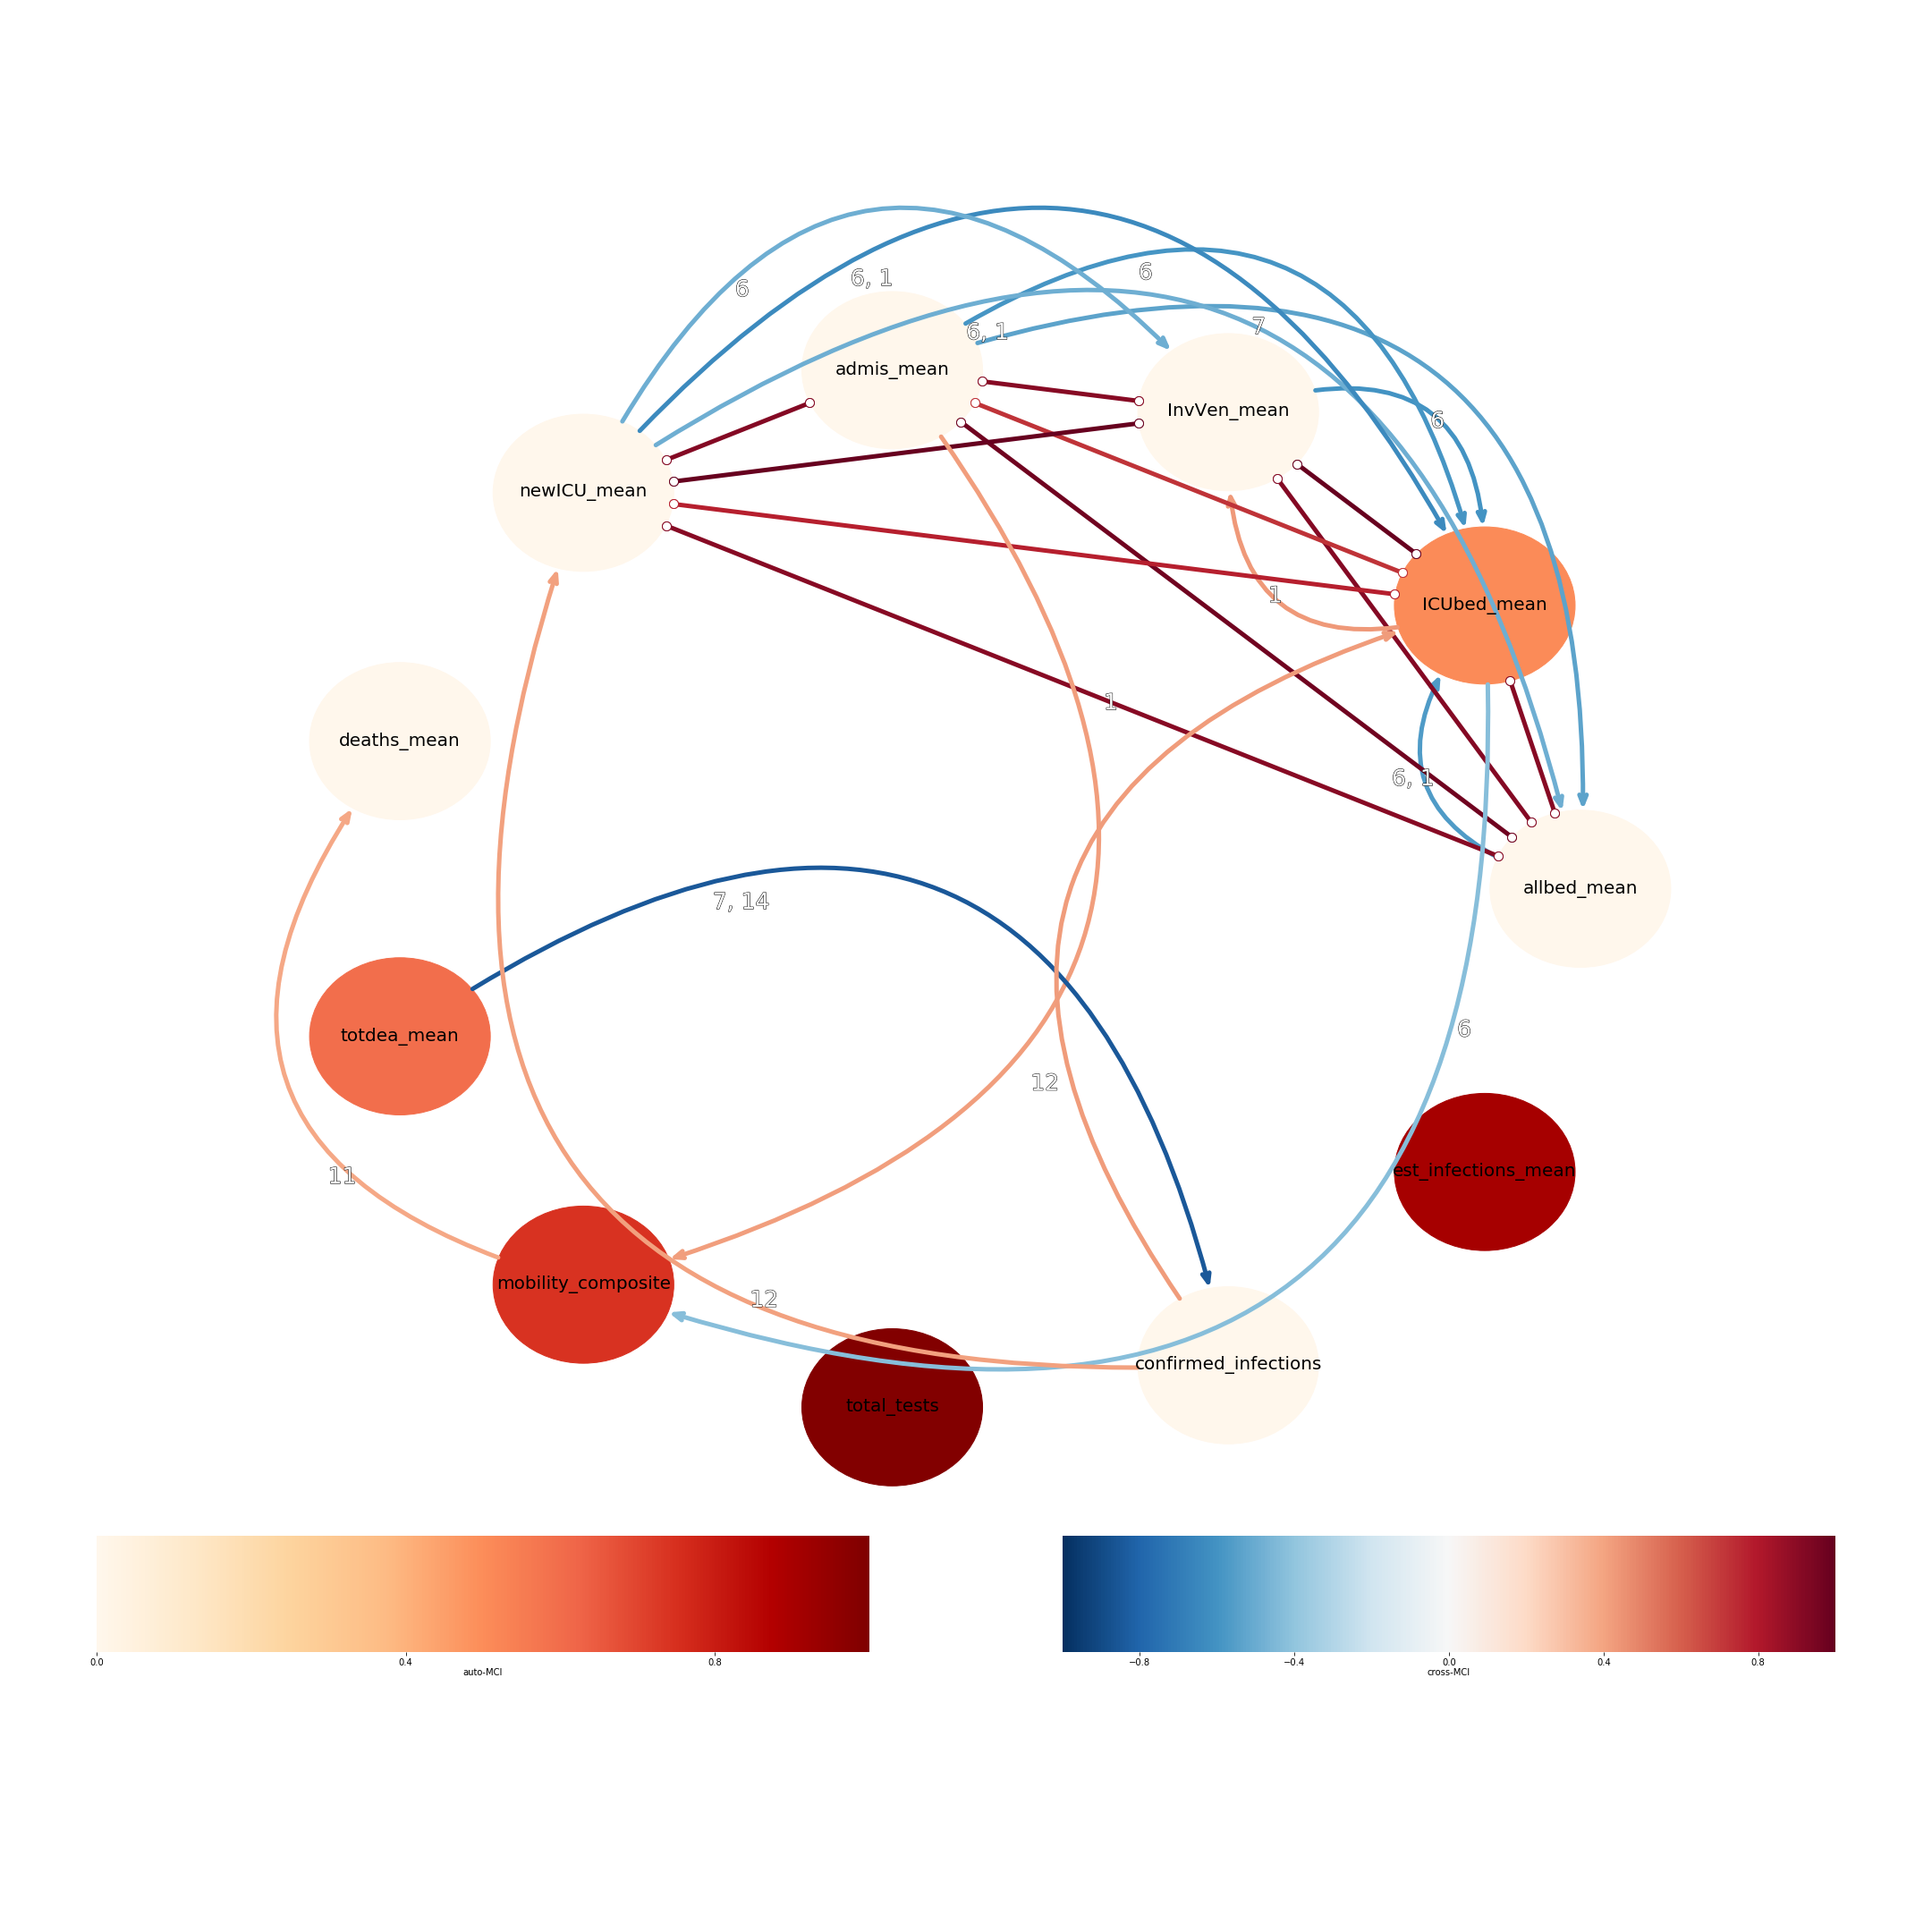 6
6, 1
6
6, 1
7
admis_mean
InvVen_mean
6
newICU_mean
1
ICUbed_mean
1
deaths_mean
6, 1
allbed_mean
7, 14
6
totdea_mean
12
11
est_infections_mean
mobility_composite
12
confirmed_infections
total_tests
0.0
0.4
0.8
auto-MCI
−0.8
−0.4
0.0
0.4
0.8
cross-MCI